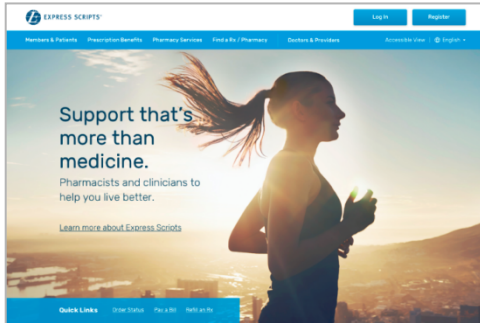 EXPRESS SCRIPTS®
Log In
Register
Members & Patients
Prescription Benefits
Pharmacy Services
Find a Rx / Pharmacy
Doctors & Providers
Accessible View
English
Support that's
more than
medicine.
Pharmacists and clinicians to
help you live better.
Learn more about Express Scripts
Quick Links
Order Status
Pay a Bill
Refill an Rx